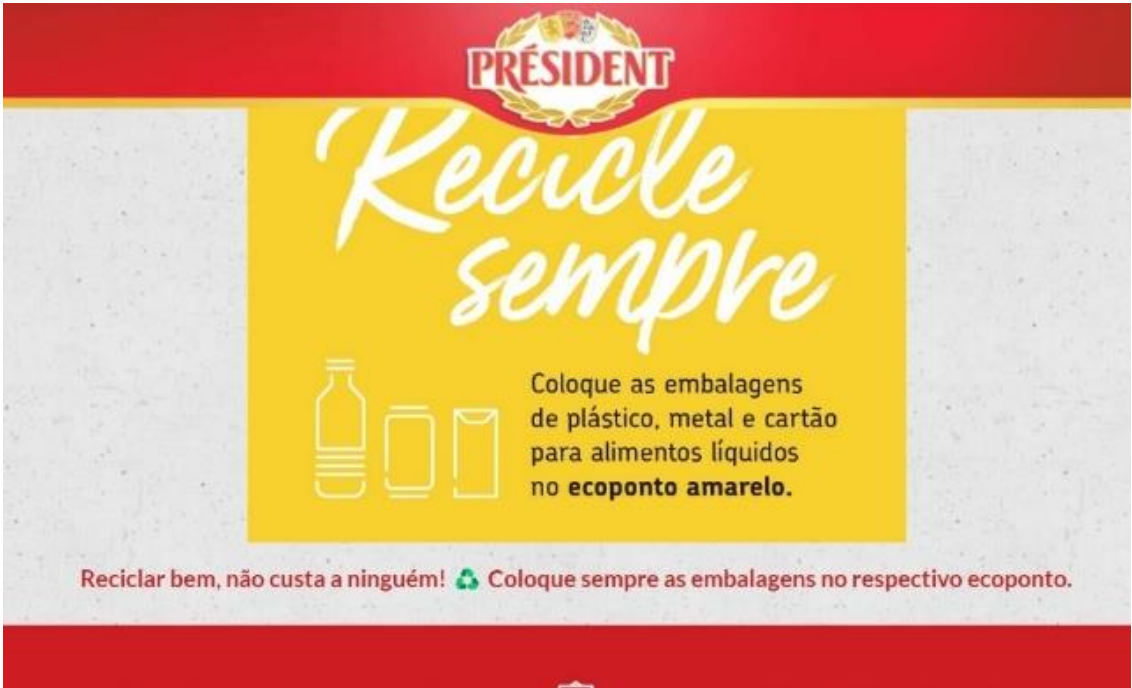 PRÉSIDENT
Recicle
sempre
Coloque as embalagens
de plástico, metal e cartão
para alimentos líquidos
no ecoponto amarelo.
Reciclar bem, não custa a ninguém! ♻ Coloque sempre as embalagens no respectivo ecoponto.